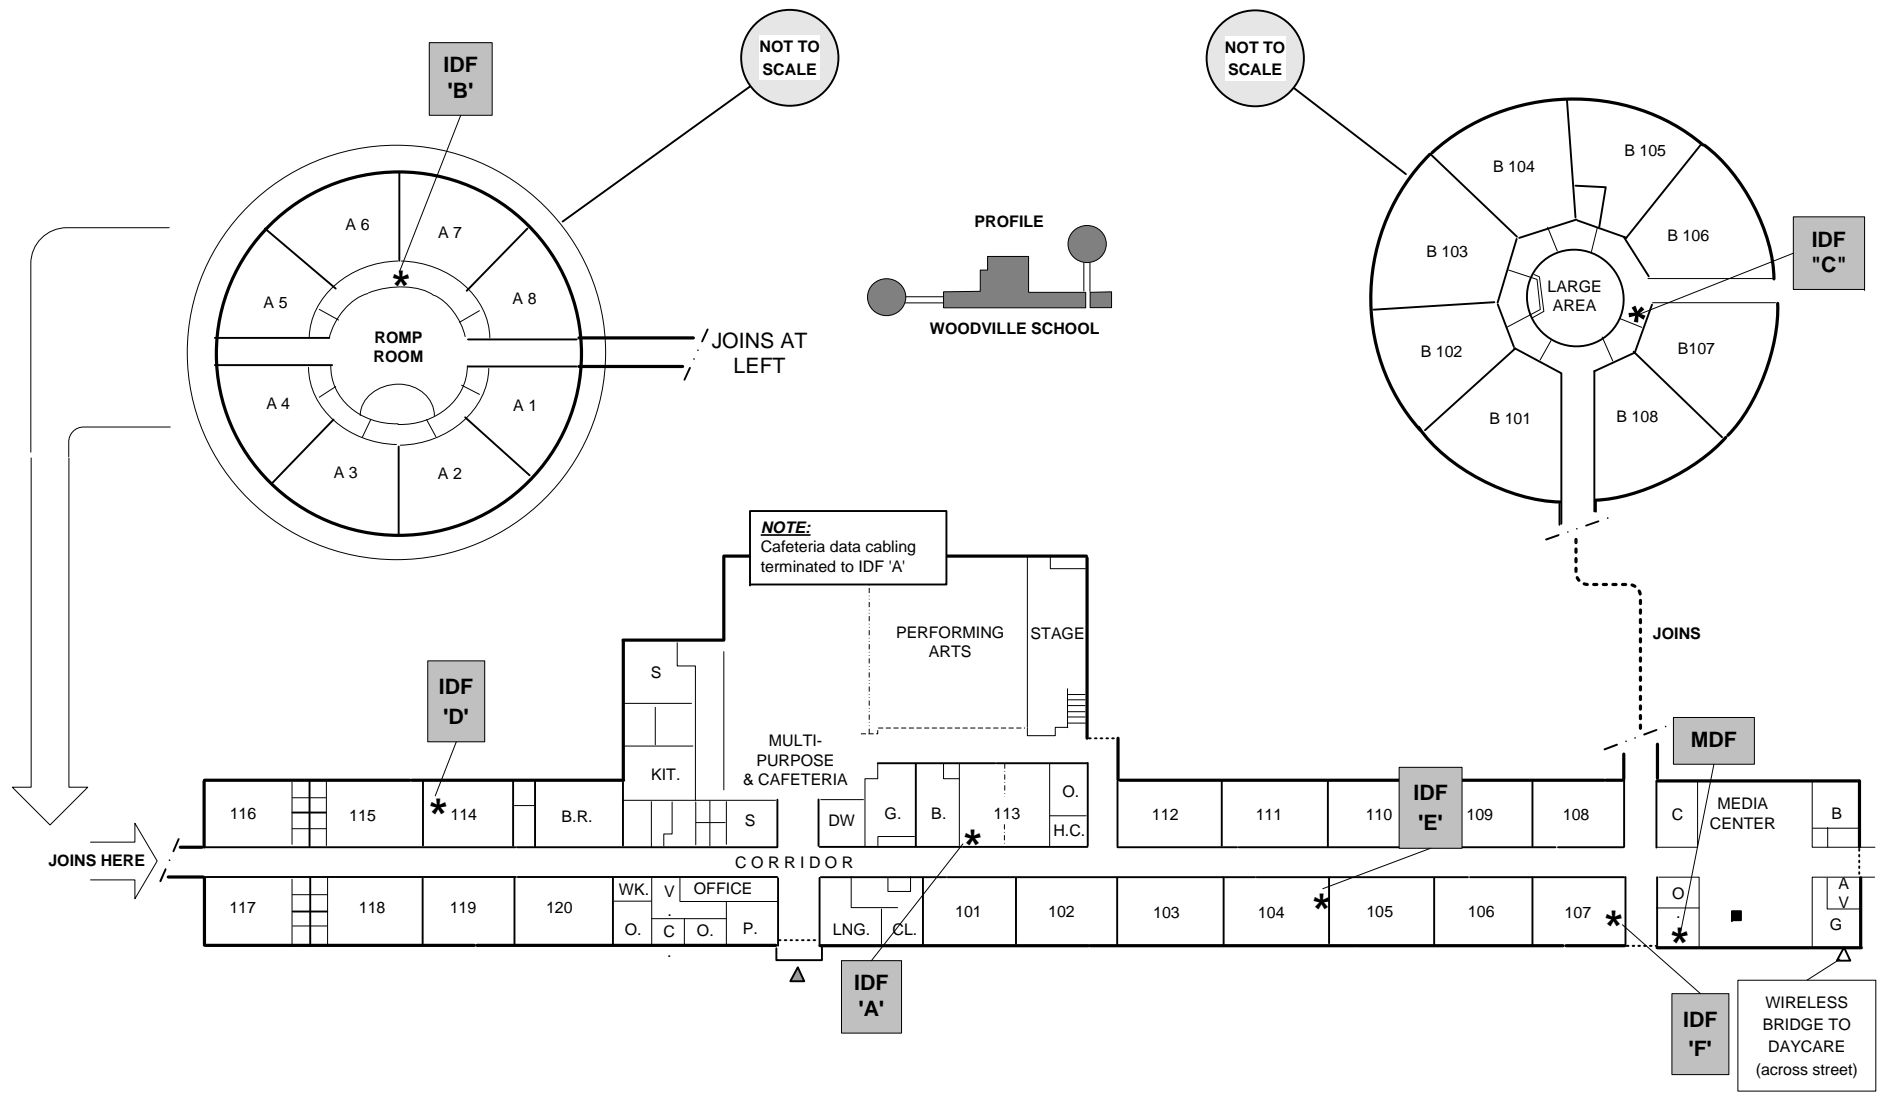 NOT TO
SCALE
NOT TO
SCALE
IDF
'B'
A 6
A 7
A 5
A 8
ROMP
ROOM
A 4
A 1
A 3
A 2
JOINS AT
LEFT
PROFILE
WOODVILLE SCHOOL
B 105
B 104
B 106
B 103
LARGE
AREA
B 102
B107
B 101
B 108
IDF
"C"
NOTE:
Cafeteria data cabling
terminated to IDF 'A'
PERFORMING
ARTS
STAGE
JOINS
S
IDF
'D'
MULTI-
PURPOSE
& CAFETERIA
KIT.
MDF
116
115
114
B.R.
S
DW
G.
B.
113
O.
H.C.
112
111
110
IDF
'E'
109
108
C
MEDIA
CENTER
B
JOINS HERE
CORRIDOR
117
118
119
120
WK.
O.
V
.
C
.
OFFICE
O.
P.
LNG.
CL.
101
102
103
104
105
106
107
O
.
A
V
G
IDF
'A'
IDF
'F'
WIRELESS
BRIDGE TO
DAYCARE
(across street)